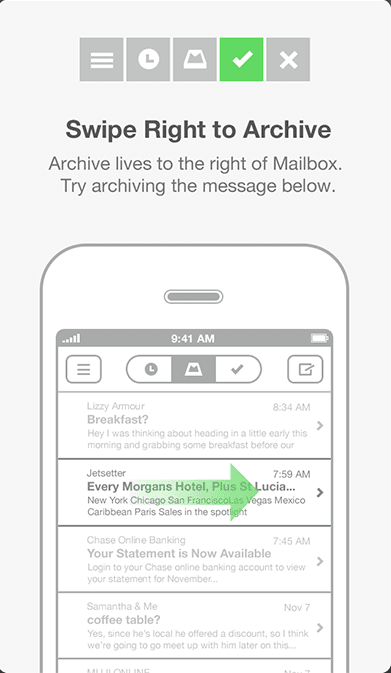 Swipe Right to Archive
Archive lives to the right of Mailbox.
Try archiving the message below.
9:41 AM
Lizzy Armour 8:34 AM
Breakfast?
Hey I was thinking about heading in a little early this
morning and grabbing some breakfast before our
Jetsetter 7:59 AM
Every Morgans Hotel, Plus St Lucia...
New York Chicago San FranciscoLas Vegas Mexico
Caribbean Paris Sales in the spotlight
Chase Online Banking 7:45 AM
Your Statement is Now Available
Login to your Chase online banking account to view
your statement for November...
Samantha & Me Nov 7
coffee table?
Yes, since he's local he offered a discount, so I think
we're going to go meet up with him later on this...
Nov 7